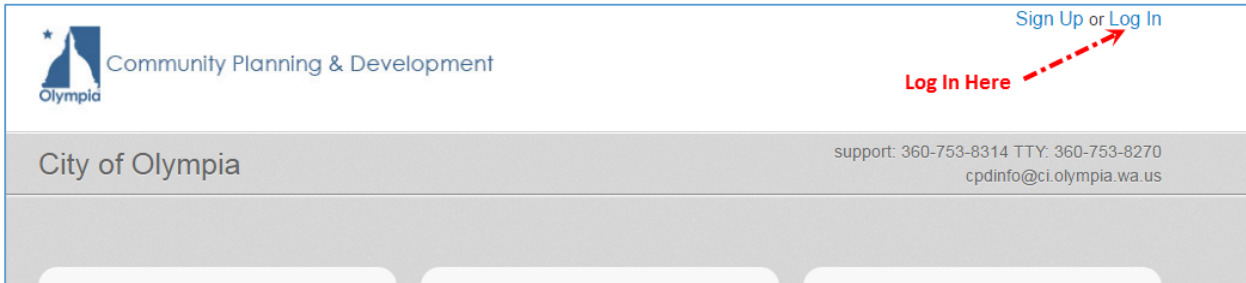 Sign Up or Log In
Community Planning & Development
Olympia
Log In Here
City of Olympia
support: 360-753-8314 TTY: 360-753-8270
cpdinfo@ci.olympia.wa.us